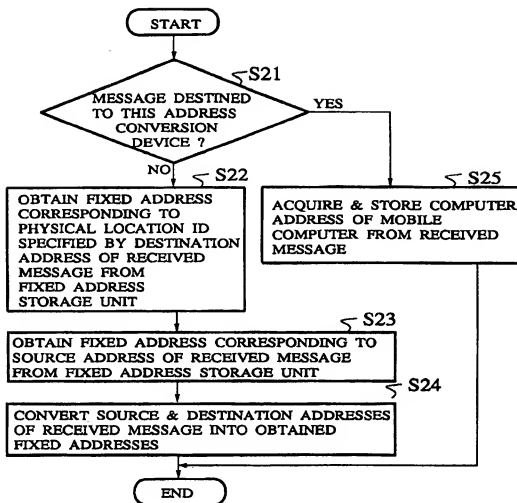 START
S21
MESSAGE DESTINED
TO THIS ADDRESS
CONVERSION
DEVICE ?
YES
NO
S22
OBTAIN FIXED ADDRESS
CORRESPONDING TO
PHYSICAL LOCATION ID
SPECIFIED BY DESTINATION
ADDRESS OF RECEIVED
MESSAGE FROM
FIXED ADDRESS
STORAGE UNIT
S25
ACQUIRE & STORE COMPUTER
ADDRESS OF MOBILE
COMPUTER FROM RECEIVED
MESSAGE
S23
OBTAIN FIXED ADDRESS CORRESPONDING TO
SOURCE ADDRESS OF RECEIVED MESSAGE
FROM FIXED ADDRESS STORAGE UNIT
S24
CONVERT SOURCE & DESTINATION ADDRESSES
OF RECEIVED MESSAGE INTO OBTAINED
FIXED ADDRESSES
END